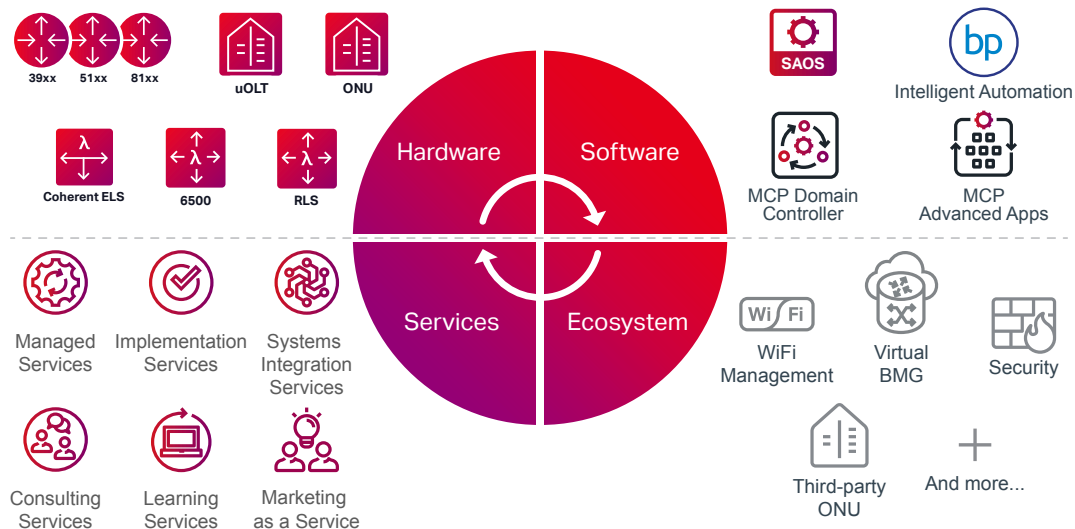 39xx 51xx 81xx
uOLT
ONU
Coherent ELS
6500
RLS
Hardware
Software
SAOS
bp
Intelligent Automation
MCP Domain
Controller
MCP
Advanced Apps
Managed
Services
Implementation
Services
Systems
Integration
Services
Consulting
Services
Learning
Services
Marketing
as a Service
Services
Ecosystem
Wi Fi
WiFi
Management
Virtual
BMG
Security
Third-party
ONU
And more...